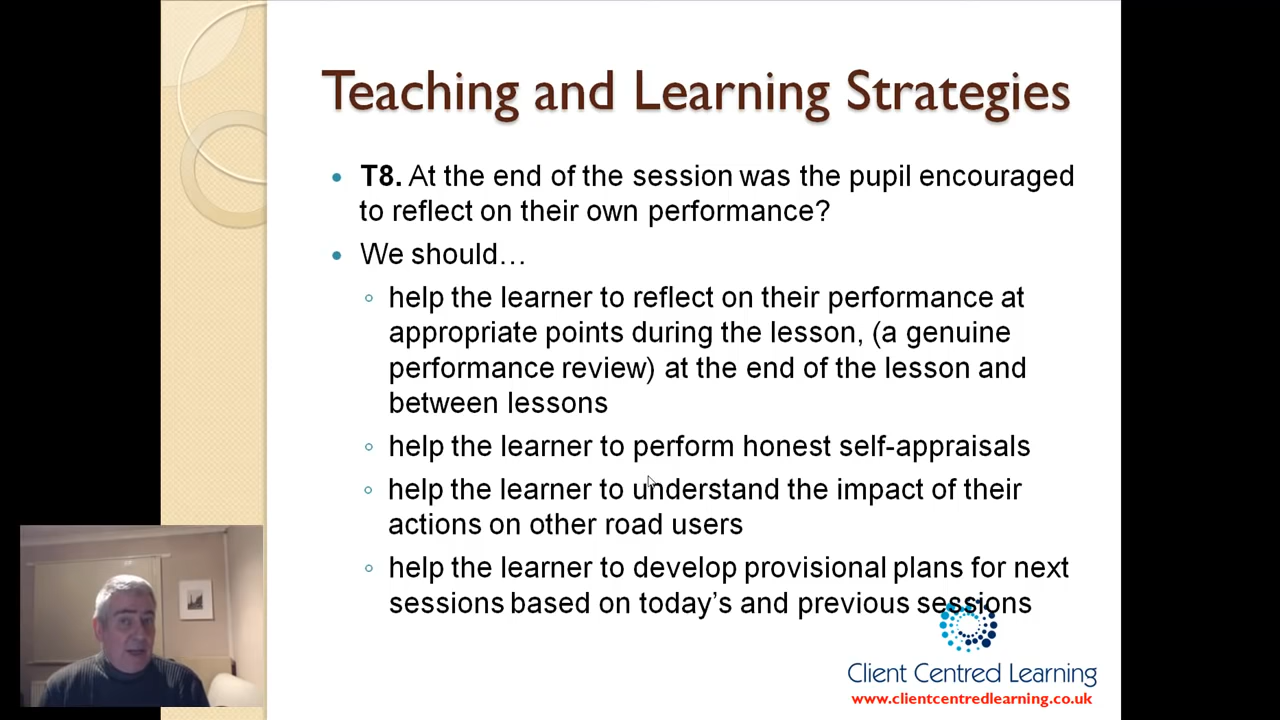 Teaching and Learning Strategies
T8. At the end of the session was the pupil encouraged
to reflect on their own performance?
We should…
help the learner to reflect on their performance at
appropriate points during the lesson, (a genuine
performance review) at the end of the lesson and
between lessons
help the learner to perform honest self-appraisals
help the learner to understand the impact of their
actions on other road users
help the learner to develop provisional plans for next
sessions based on today’s and previous sessions
Client Centred Learning
www.clientcentredlearning.co.uk